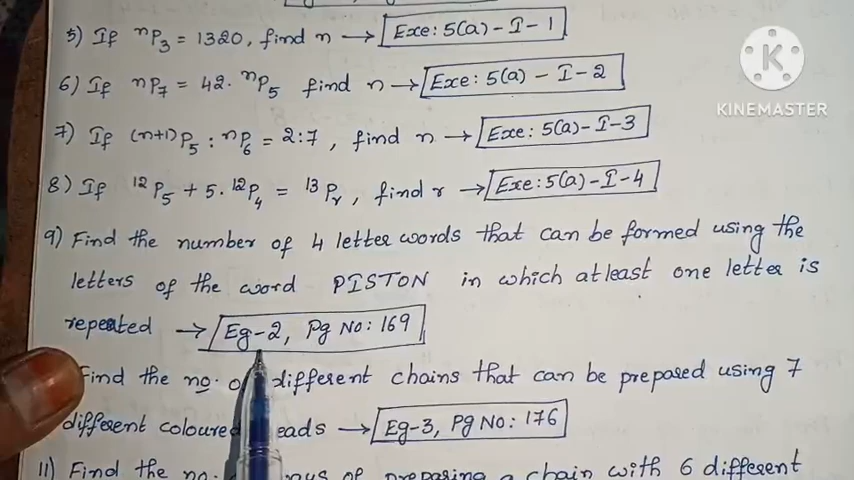 5) If ⁿP₃ = 1320, find n → Exe: 5(a) - I - 1
KINEMASTER
6) If nP₇ = 42. ⁿP₅ find n → Exe: 5(a) - I - 2
7) If (n+1)P₅ : ⁿP₆ = 2:7, find n → Exe: 5(a) - I - 3
8) If ¹²P₅ + 5. ¹²P₄ = ¹³Pᵣ, find r → Exe: 5(a) - I - 4
9) Find the number of 4 letter words that can be formed using the
letters of the word PISTON in which atleast one letter is
repeated → Eg-2, Pg No: 169
Find the no. different chains that can be prepared using 7
different coloured → Eg-3, Pg No: 176
11) Find the of preparing a chain with 6 different